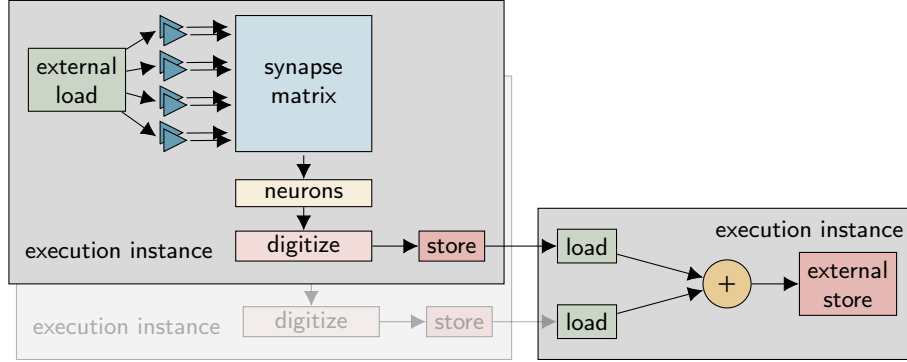 external
load
synapse
matrix
neurons
execution instance
digitize
store
execution instance
digitize
store
load
load
+
execution instance
external
store